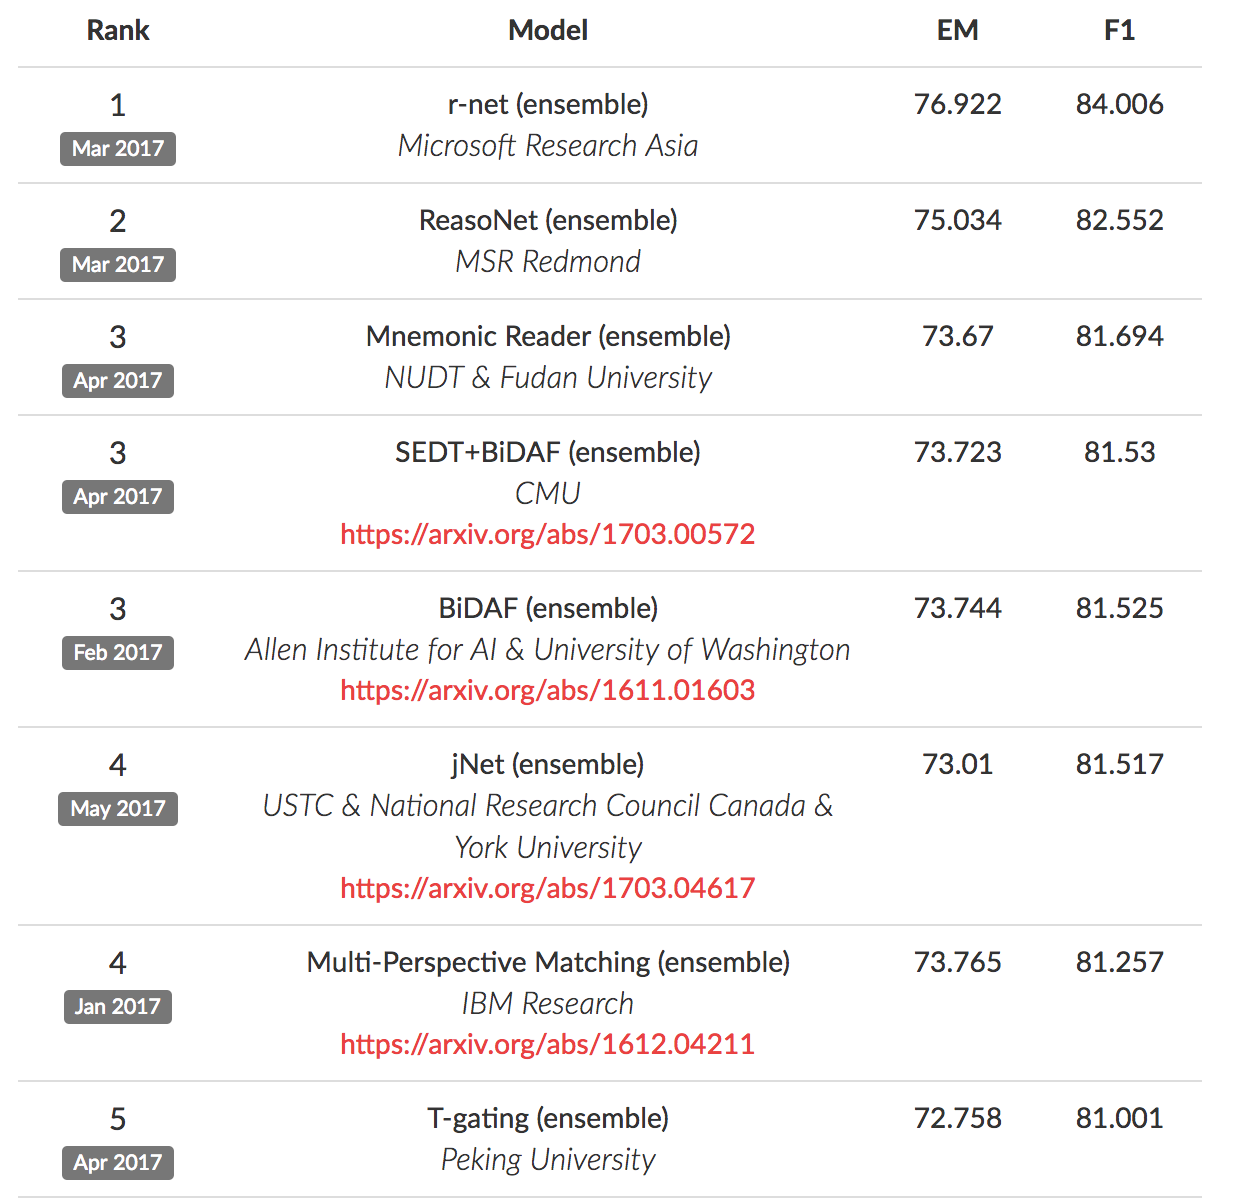 Rank Model EM F1
1 r-net (ensemble) 76.922 84.006
Mar 2017 Microsoft Research Asia
2 ReasoNet (ensemble) 75.034 82.552
Mar 2017 MSR Redmond
3 Mnemonic Reader (ensemble) 73.67 81.694
Apr 2017 NUDT & Fudan University
3 SEDT+BiDAF (ensemble) 73.723 81.53
Apr 2017 CMU
https://arxiv.org/abs/1703.00572
3 BiDAF (ensemble) 73.744 81.525
Feb 2017 Allen Institute for AI & University of Washington
https://arxiv.org/abs/1611.01603
4 jNet (ensemble) 73.01 81.517
May 2017 USTC & National Research Council Canada &
York University
https://arxiv.org/abs/1703.04617
4 Multi-Perspective Matching (ensemble) 73.765 81.257
Jan 2017 IBM Research
https://arxiv.org/abs/1612.04211
5 T-gating (ensemble) 72.758 81.001
Apr 2017 Peking University